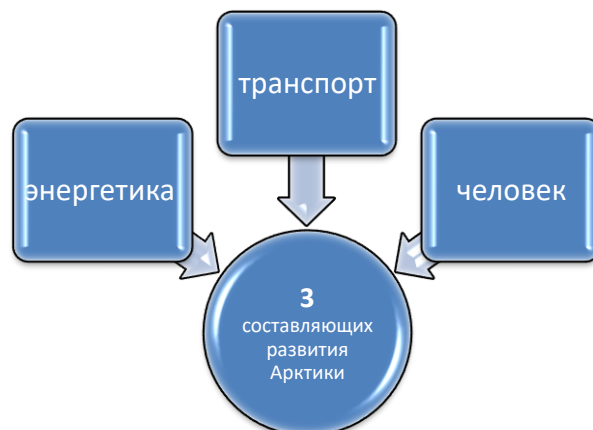 транспорт
энергетика
человек
3
составляющих
развития
Арктики